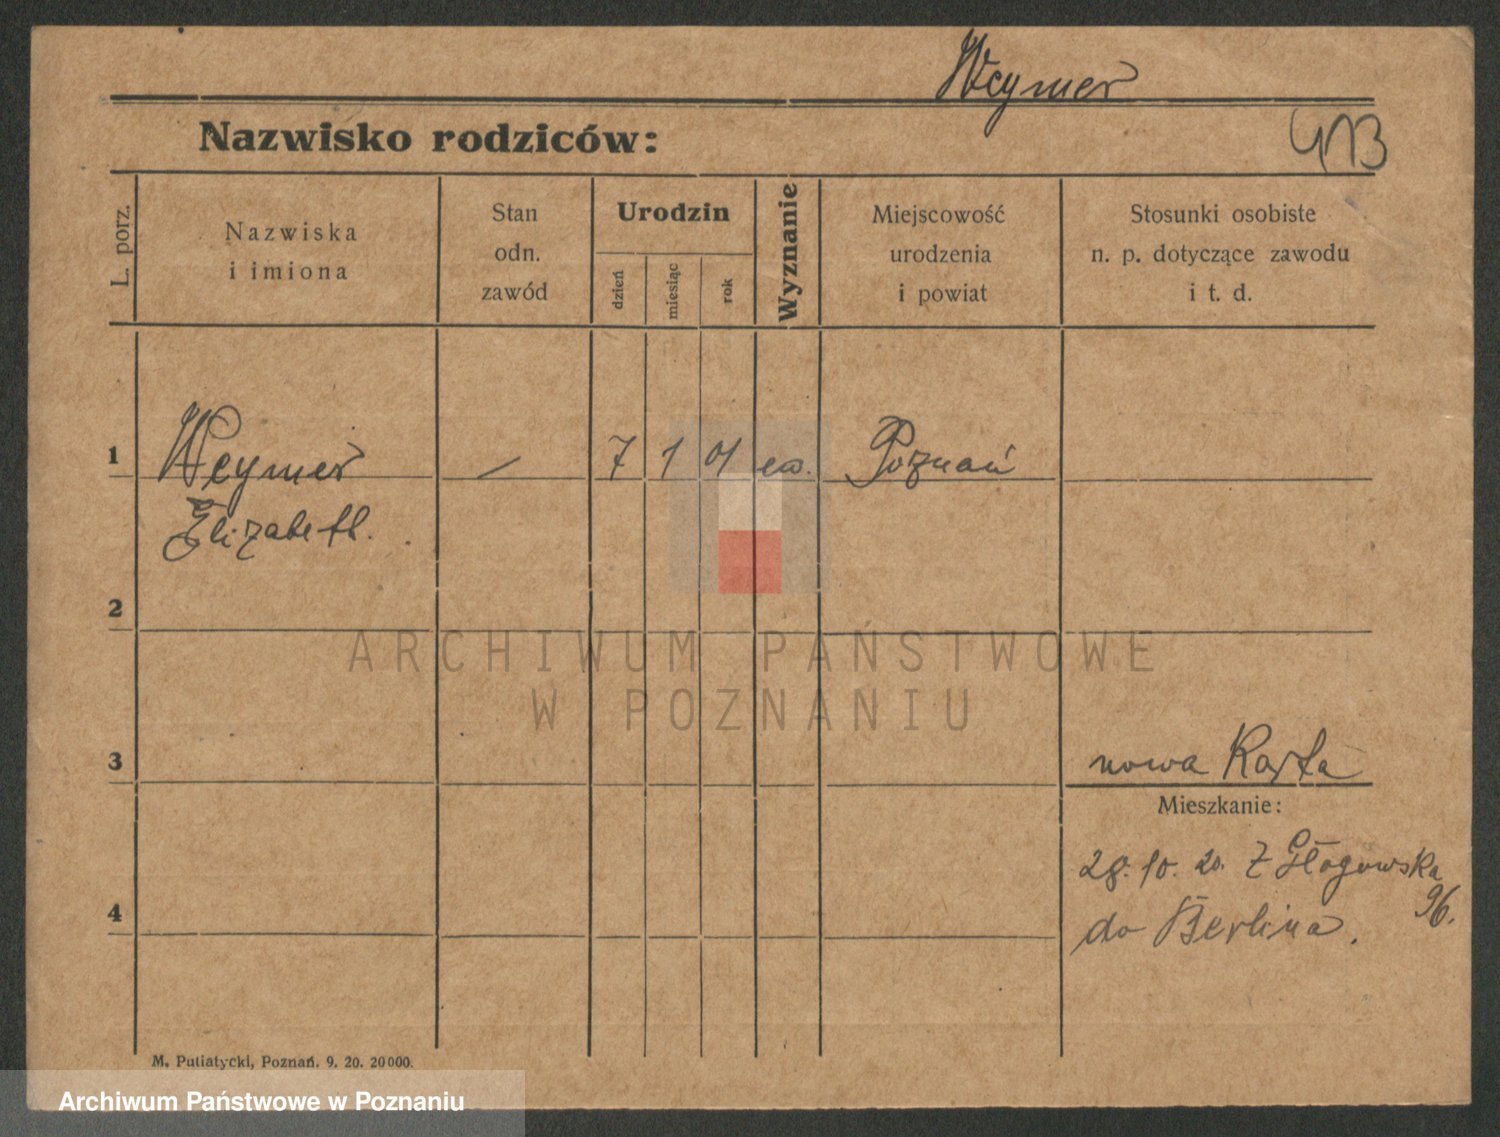 Weymer
Nazwisko rodziców:
413
L. porz.
Nazwiska
i imiona
Stan
odn.
zawód
Urodzin
dzień
miesiąc
rok
Wyznanie
Miejscowość
urodzenia
i powiat
Stosunki osobiste
n. p. dotyczące zawodu
i t. d.
1
Weymer
Elizabeth.
7 1 01 ew. Poznań
2
ARCHIWUM PAŃSTWOWE
W POZNANIU
3
nowa Karta
Mieszkanie:
28. 10. 20. Z Głogowska
96.
do Berlina.
4
M. Putiatycki, Poznań. 9. 20. 20000.
Archiwum Państwowe w Poznaniu